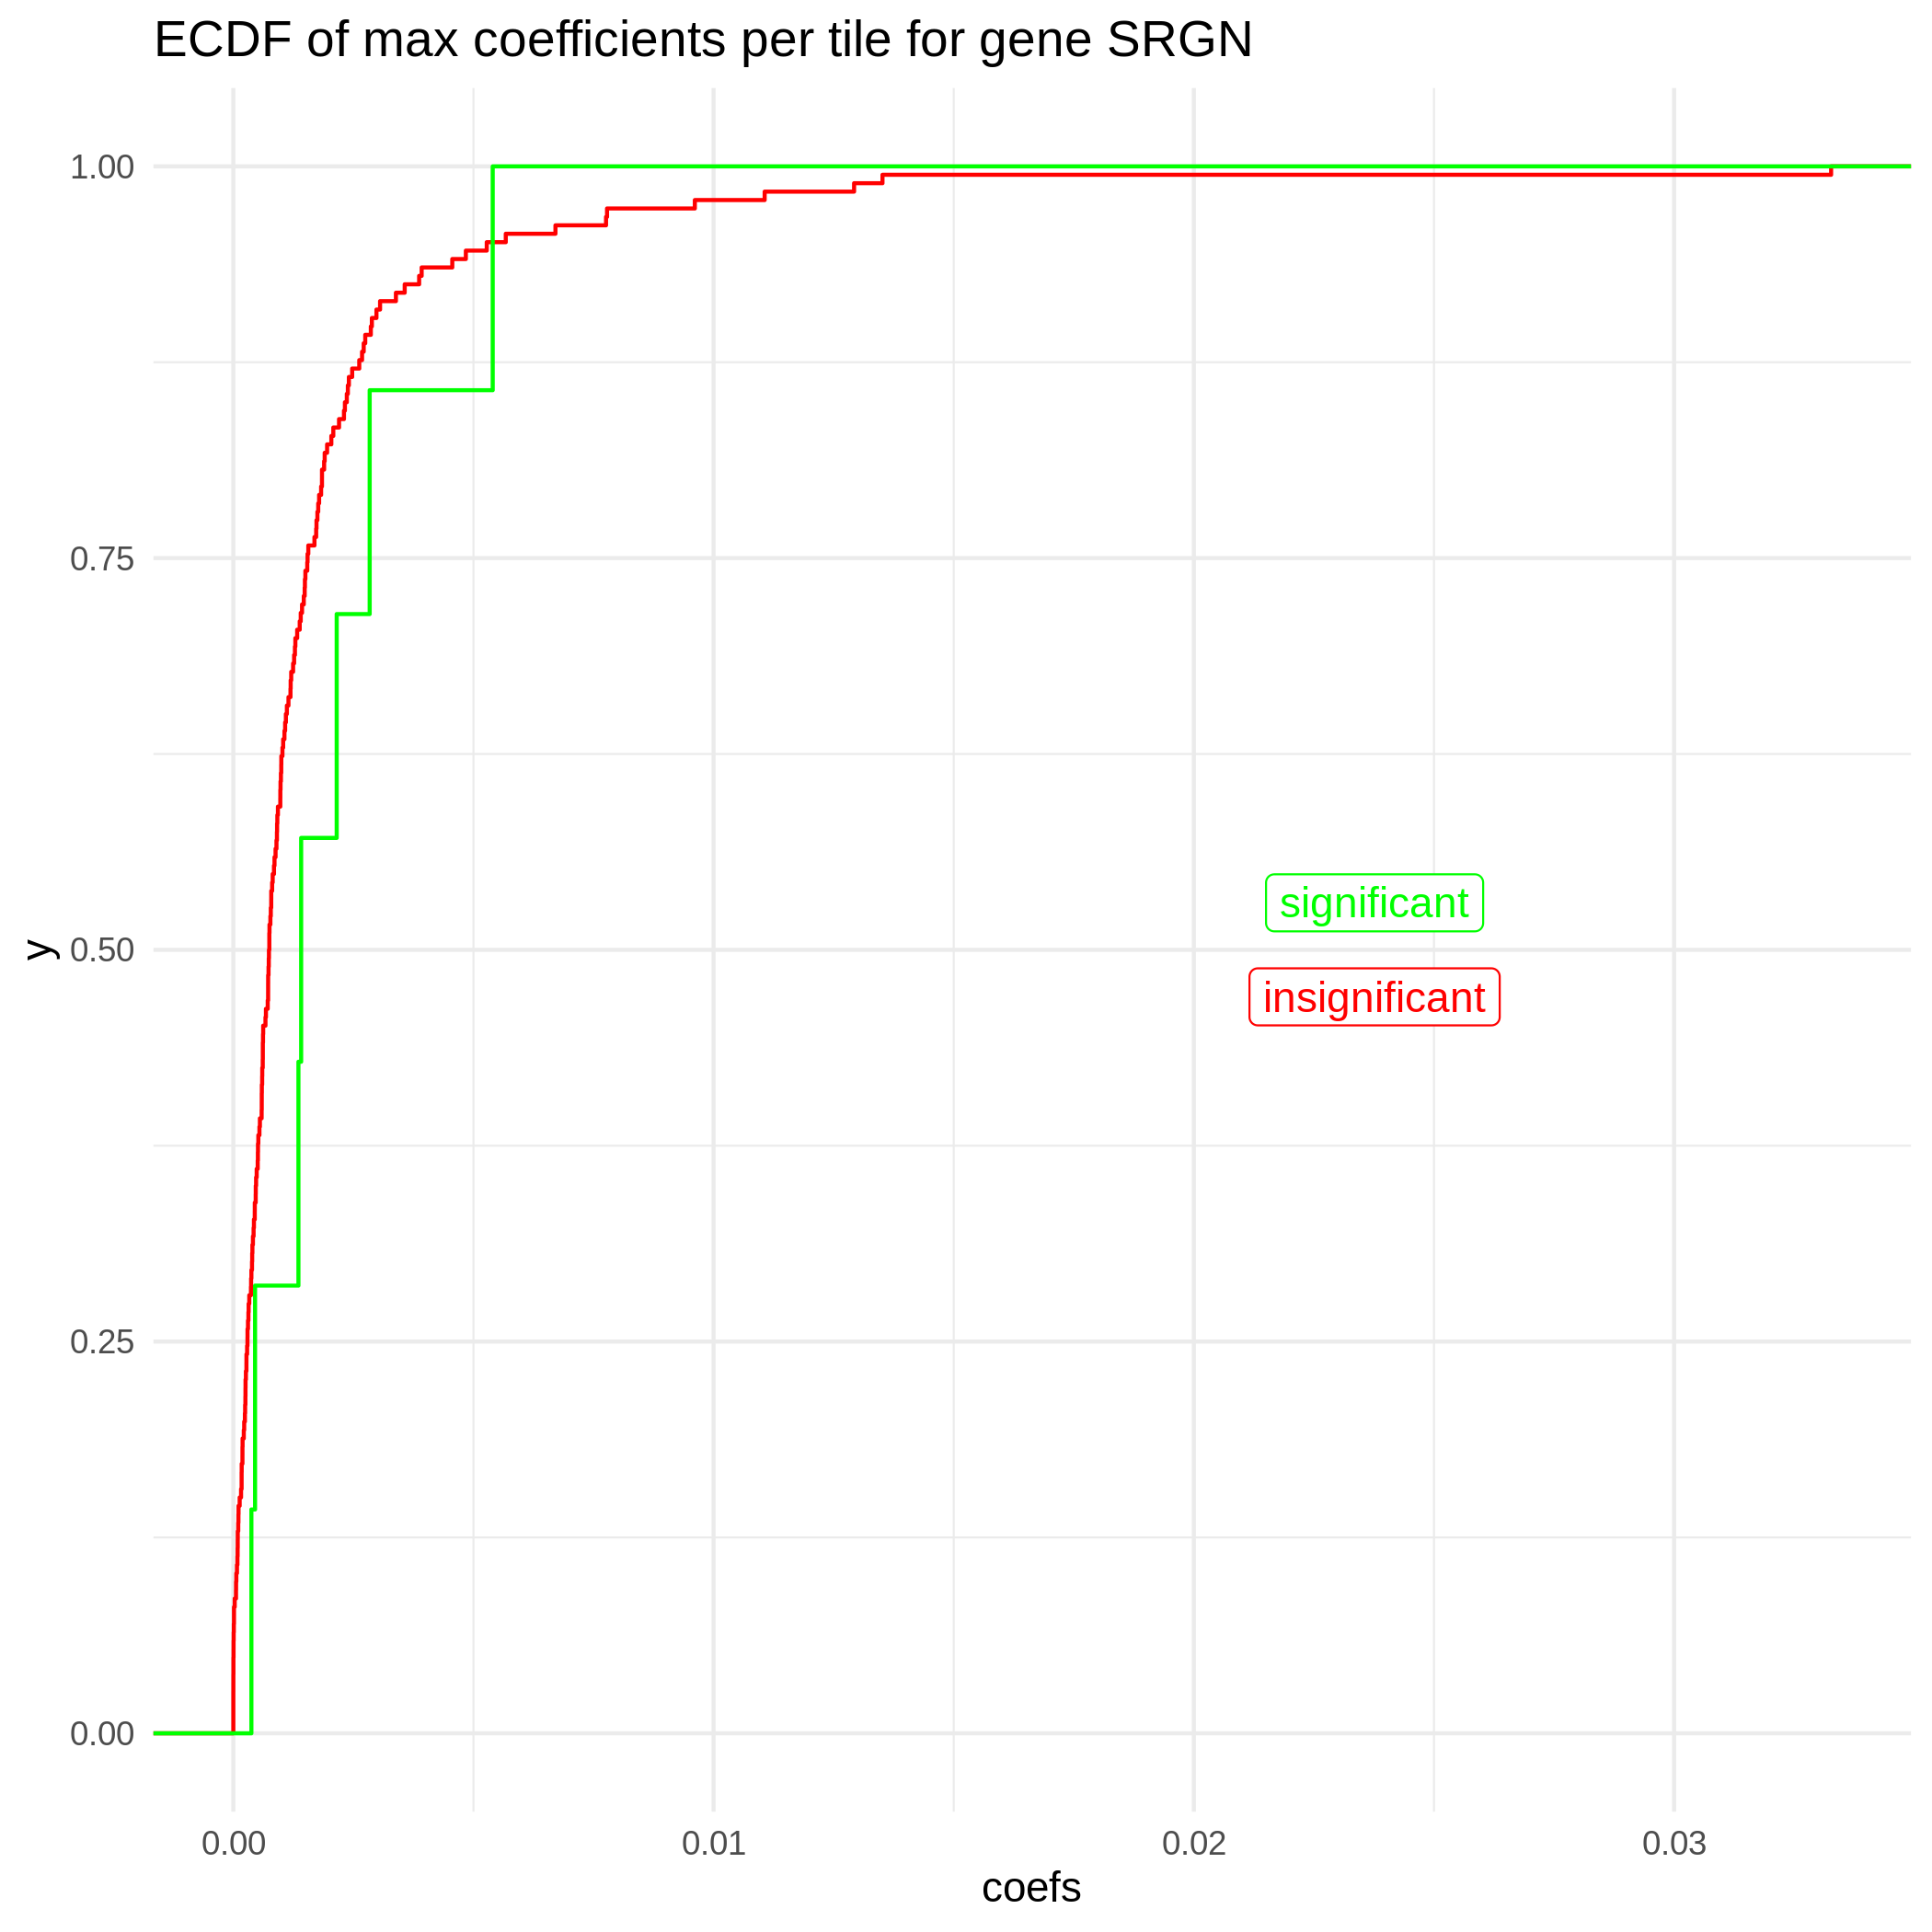 ECDF of max coefficients per tile for gene SRGN
1.00
0.75
0.50
0.25
0.00
y
significant
insignificant
0.00 0.01 0.02 0.03
coefs